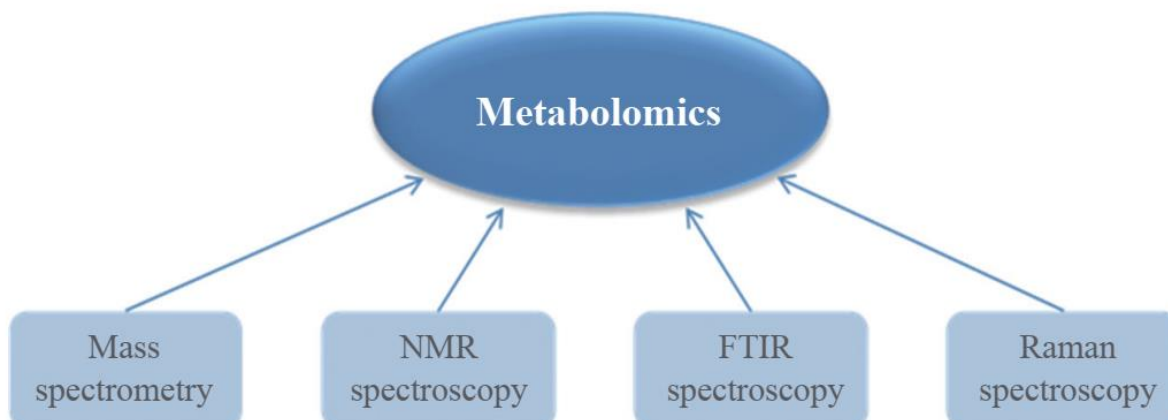 Metabolomics
Mass
spectrometry
NMR
spectroscopy
FTIR
spectroscopy
Raman
spectroscopy